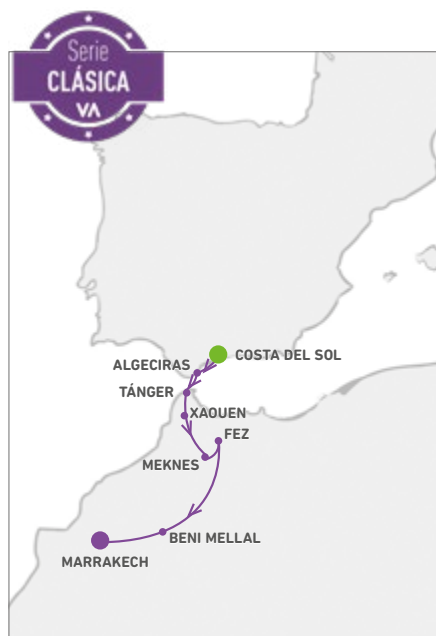 Serie
CLÁSICA
VA
COSTA DEL SOL
ALGECIRAS
TÁNGER
XAOUEN
FEZ
MEKNES
BENI MELLAL
MARRAKECH